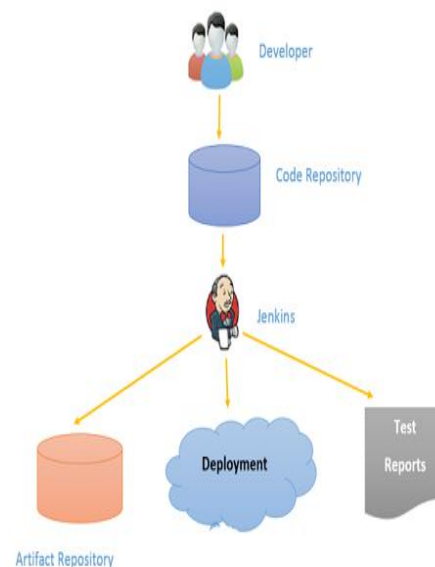 Developer
Code Repository
Jenkins
Deployment
Test
Reports
Artifact Repository